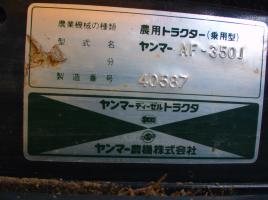 農業機械の種類 農用トラクター(乗用型)
型式名 ヤンマー AF-350J
区分
製造番号 40587
ヤンマーディーゼルトラクタ
ヤンマー農機株式会社